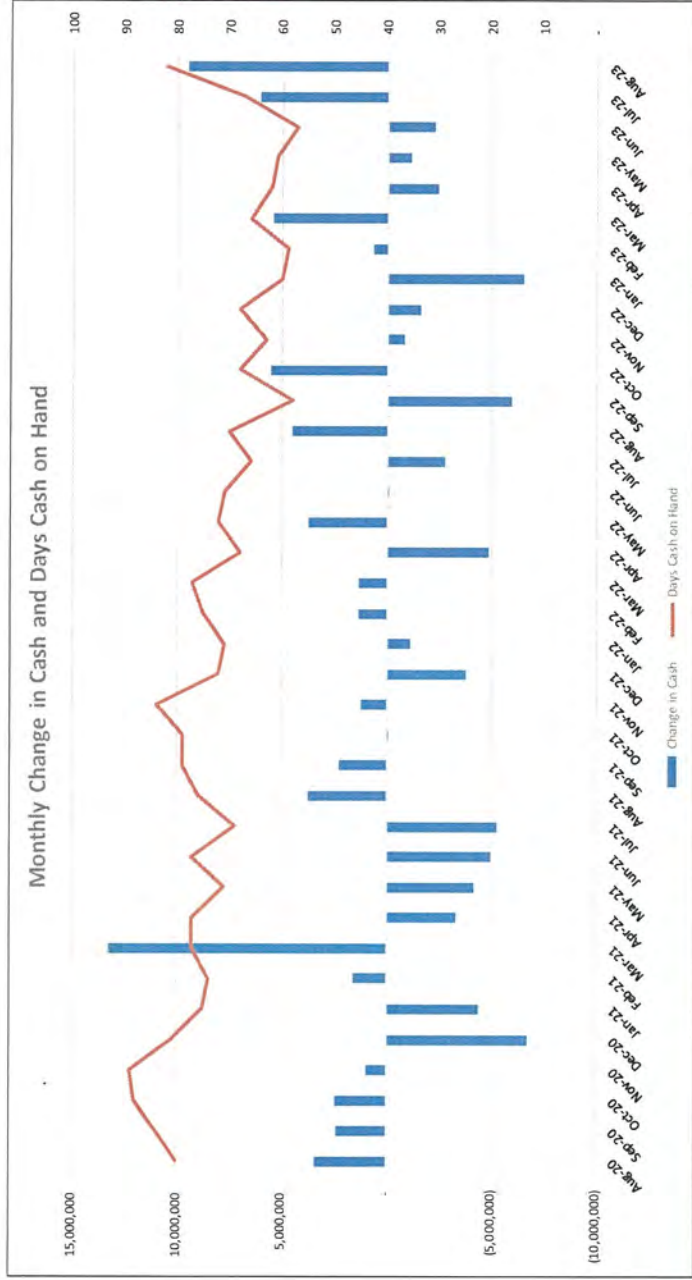 Monthly Change in Cash and Days Cash on Hand
15,000,000
10,000,000
5,000,000
-
(5,000,000)
(10,000,000)
100
90
80
70
60
50
40
30
20
10
-
Aug-20
Sep-20
Oct-20
Nov-20
Dec-20
Jan-21
Feb-21
Mar-21
Apr-21
May-21
Jun-21
Jul-21
Aug-21
Sep-21
Oct-21
Nov-21
Dec-21
Jan-22
Feb-22
Mar-22
Apr-22
May-22
Jun-22
Jul-22
Aug-22
Sep-22
Oct-22
Nov-22
Dec-22
Jan-23
Feb-23
Mar-23
Apr-23
May-23
Jun-23
Jul-23
Aug-23
Change in Cash
Days Cash on Hand